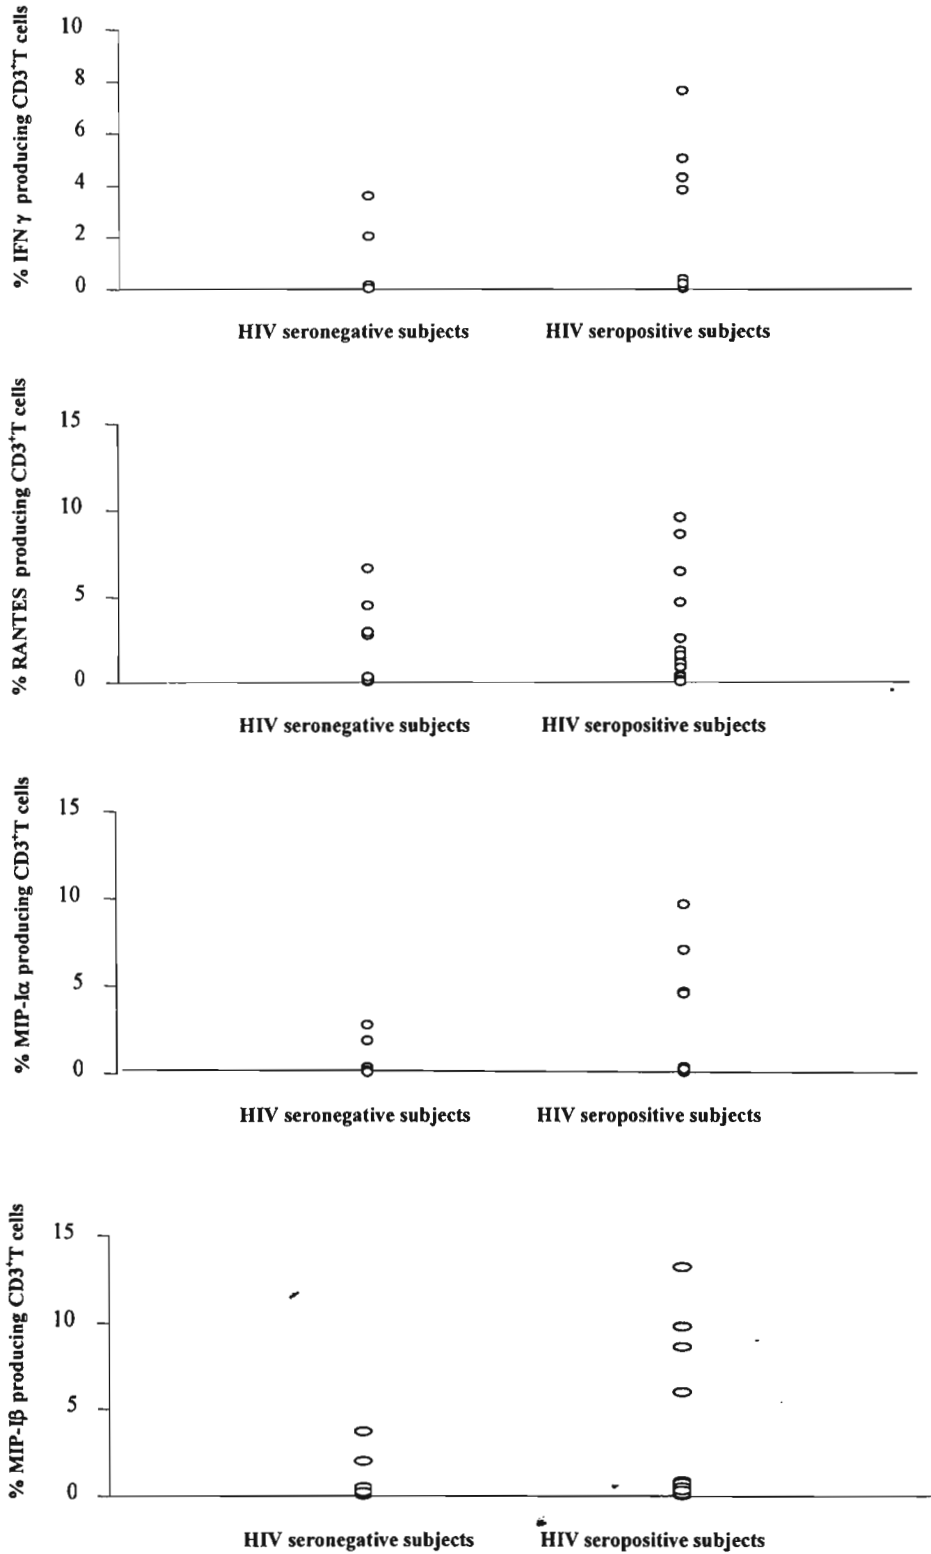 % IFN γ producing CD3⁺T cells
10
8
6
4
2
0
HIV seronegative subjects HIV seropositive subjects
% RANTES producing CD3⁺T cells
15
10
5
0
HIV seronegative subjects HIV seropositive subjects
% MIP-Iα producing CD3⁺T cells
15
10
5
0
HIV seronegative subjects HIV seropositive subjects
% MIP-Iβ producing CD3⁺T cells
15
10
5
0
HIV seronegative subjects HIV seropositive subjects